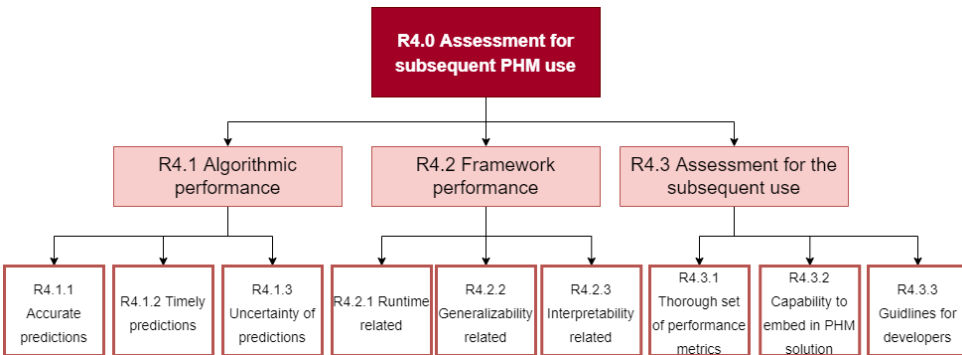 R4.0 Assessment for
subsequent PHM use
R4.1 Algorithmic
performance
R4.2 Framework
performance
R4.3 Assessment for the
subsequent use
R4.1.1
Accurate
predictions
R4.1.2 Timely
predictions
R4.1.3
Uncertainty of
predictions
R4.2.1 Runtime
related
R4.2.2
Generalizability
related
R4.2.3
Interpretability
related
R4.3.1
Thorough set
of performance
metrics
R4.3.2
Capability to
embed in PHM
solution
R4.3.3
Guidlines for
developers